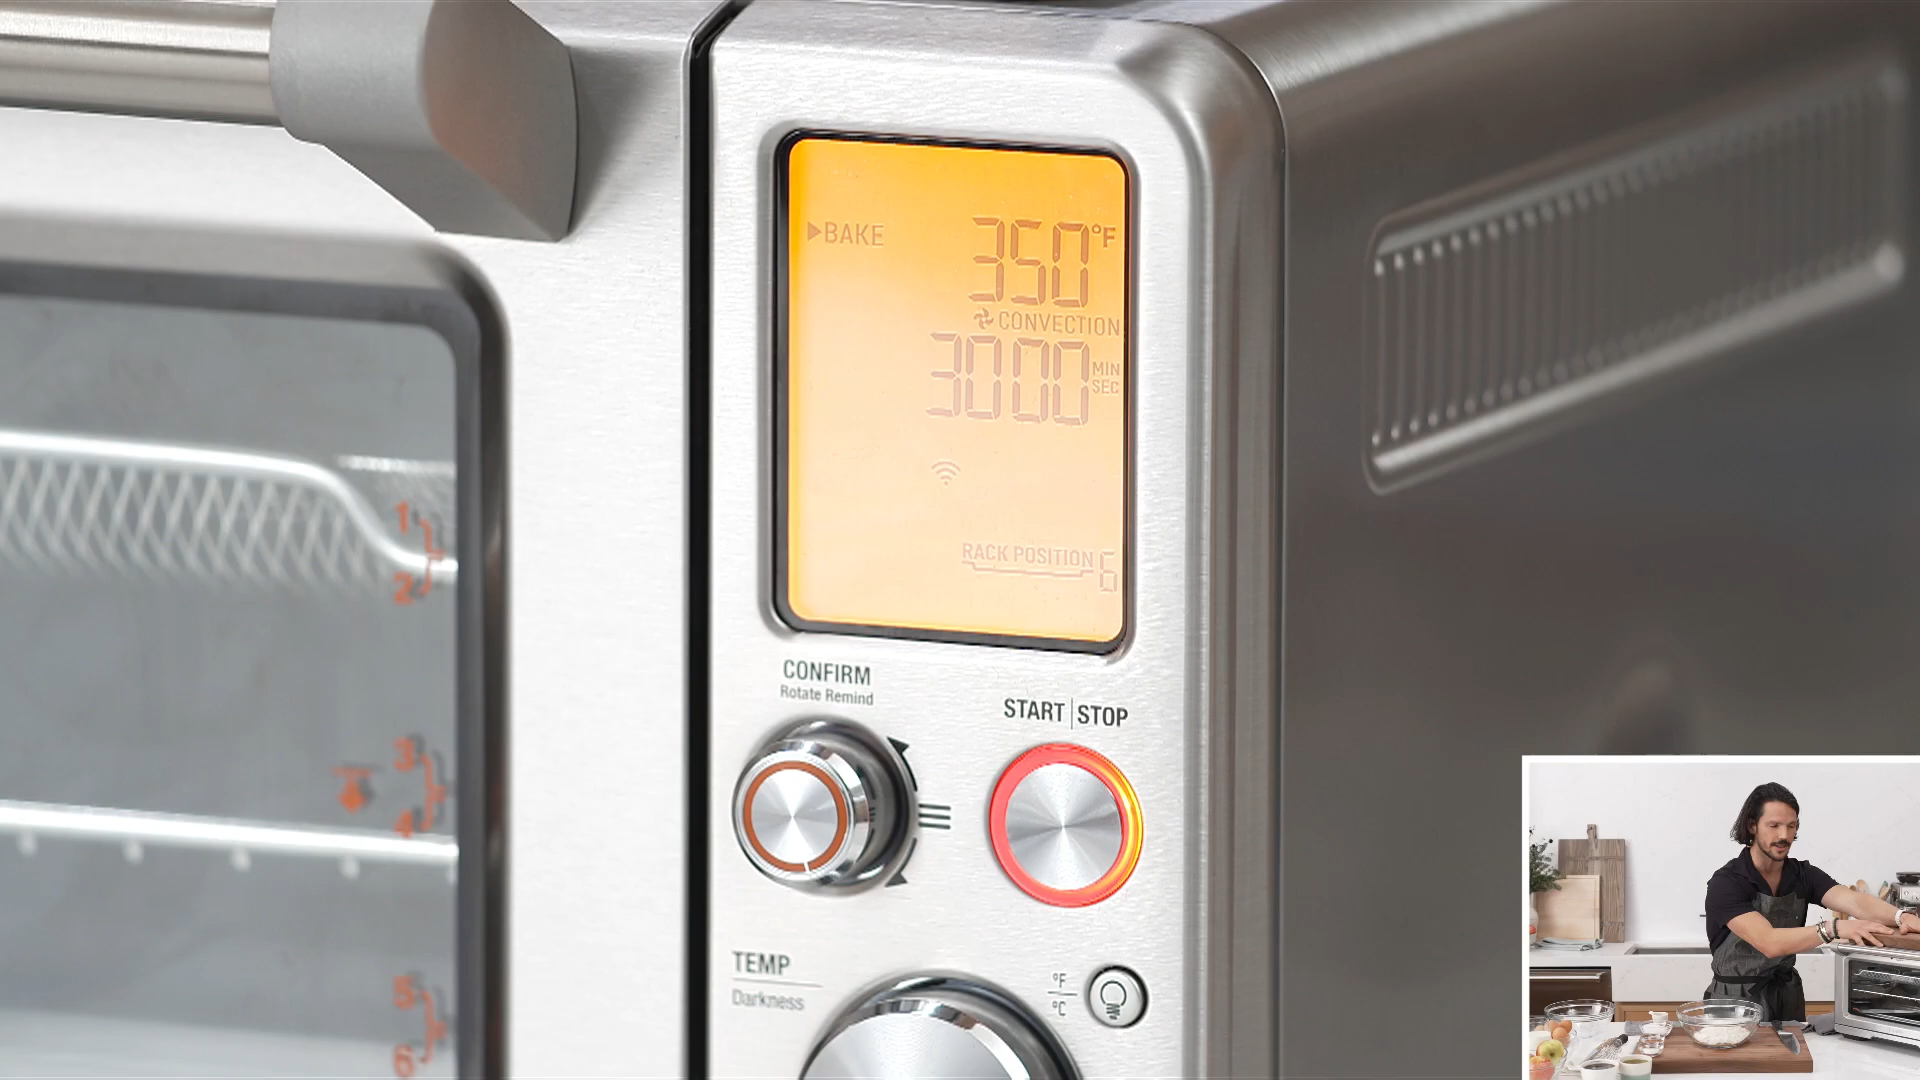 ▶BAKE 350°F
CONVECTION
3000 MIN SEC
RACK POSITION 6
CONFIRM
Rotate Remind
START | STOP
TEMP
Darkness
°F
°C
1
2
3
4
5
6